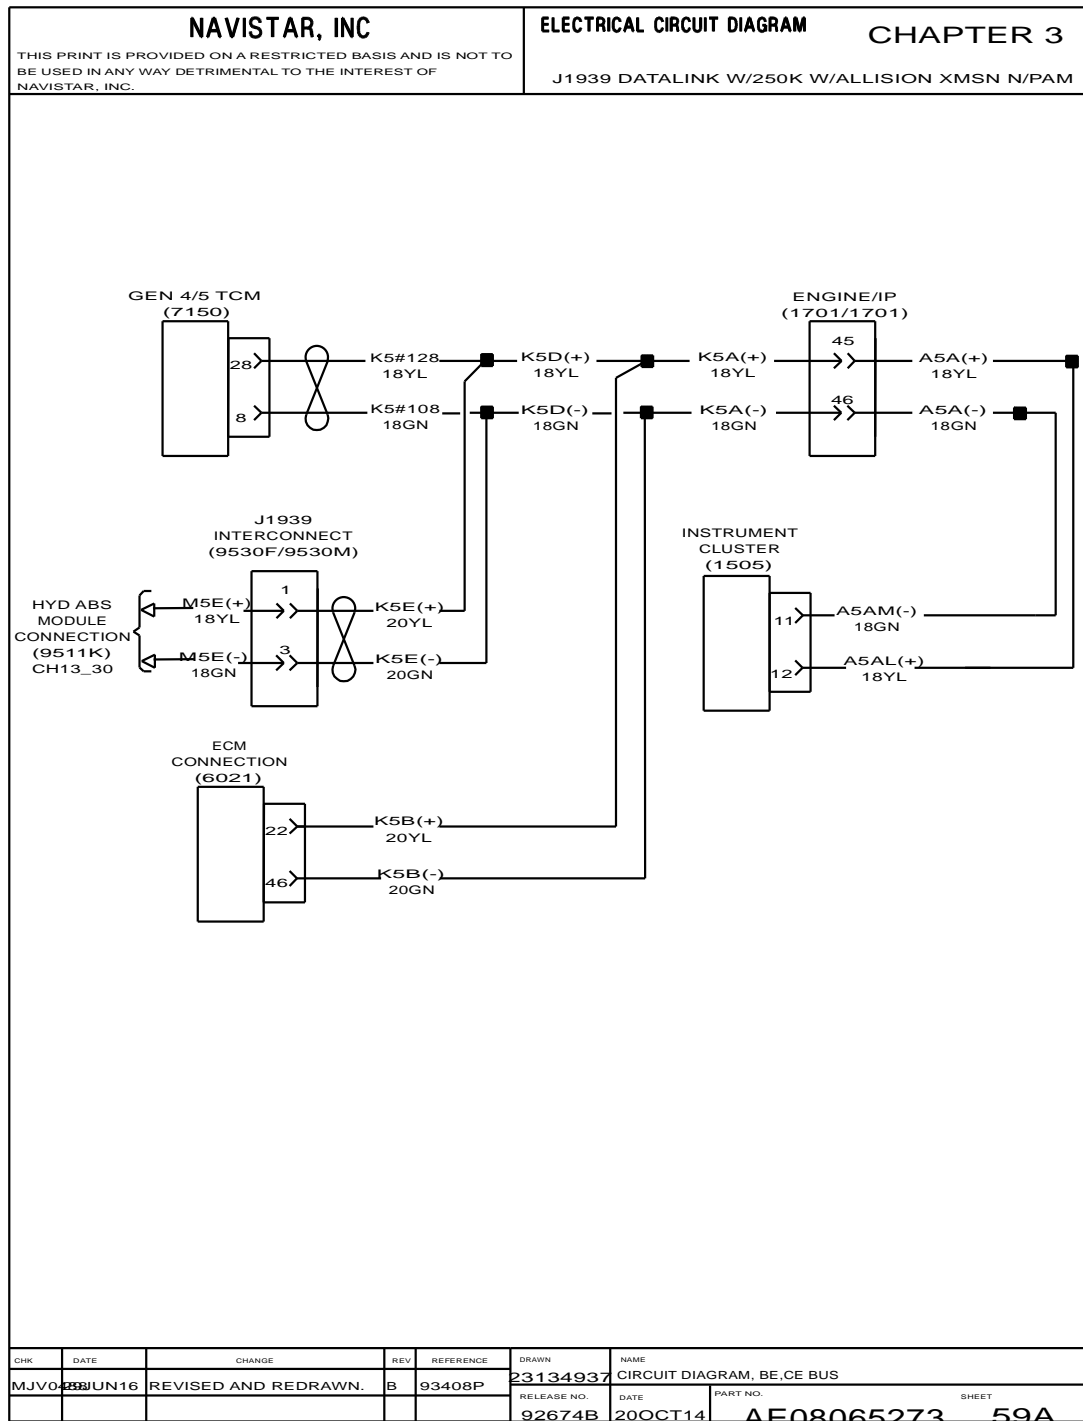 NAVISTAR, INC
THIS PRINT IS PROVIDED ON A RESTRICTED BASIS AND IS NOT TO
BE USED IN ANY WAY DETRIMENTAL TO THE INTEREST OF
NAVISTAR, INC.
ELECTRICAL CIRCUIT DIAGRAM
CHAPTER 3
J1939 DATALINK W/250K W/ALLISION XMSN N/PAM
GEN 4/5 TCM
(7150)
28
8
K5#128
18YL
K5#108
18GN
K5D(+)
18YL
K5D(-)
18GN
K5A(+)
18YL
K5A(-)
18GN
ENGINE/IP
(1701/1701)
45
46
A5A(+)
18YL
A5A(-)
18GN
J1939
INTERCONNECT
(9530F/9530M)
1
3
HYD ABS
MODULE
CONNECTION
(9511K)
CH13_30
M5E(+)
18YL
M5E(-)
18GN
K5E(+)
20YL
K5E(-)
20GN
INSTRUMENT
CLUSTER
(1505)
11
12
A5AM(-)
18GN
A5AL(+)
18YL
ECM
CONNECTION
(6021)
22
46
K5B(+)
20YL
K5B(-)
20GN
CHK DATE CHANGE REV REFERENCE
REVISED AND REDRAWN. B 93408P
DRAWN
23134937
NAME
CIRCUIT DIAGRAM, BE,CE BUS
RELEASE NO.
92674B
DATE
20OCT14
PART NO.
AE08065273
SHEET
59A